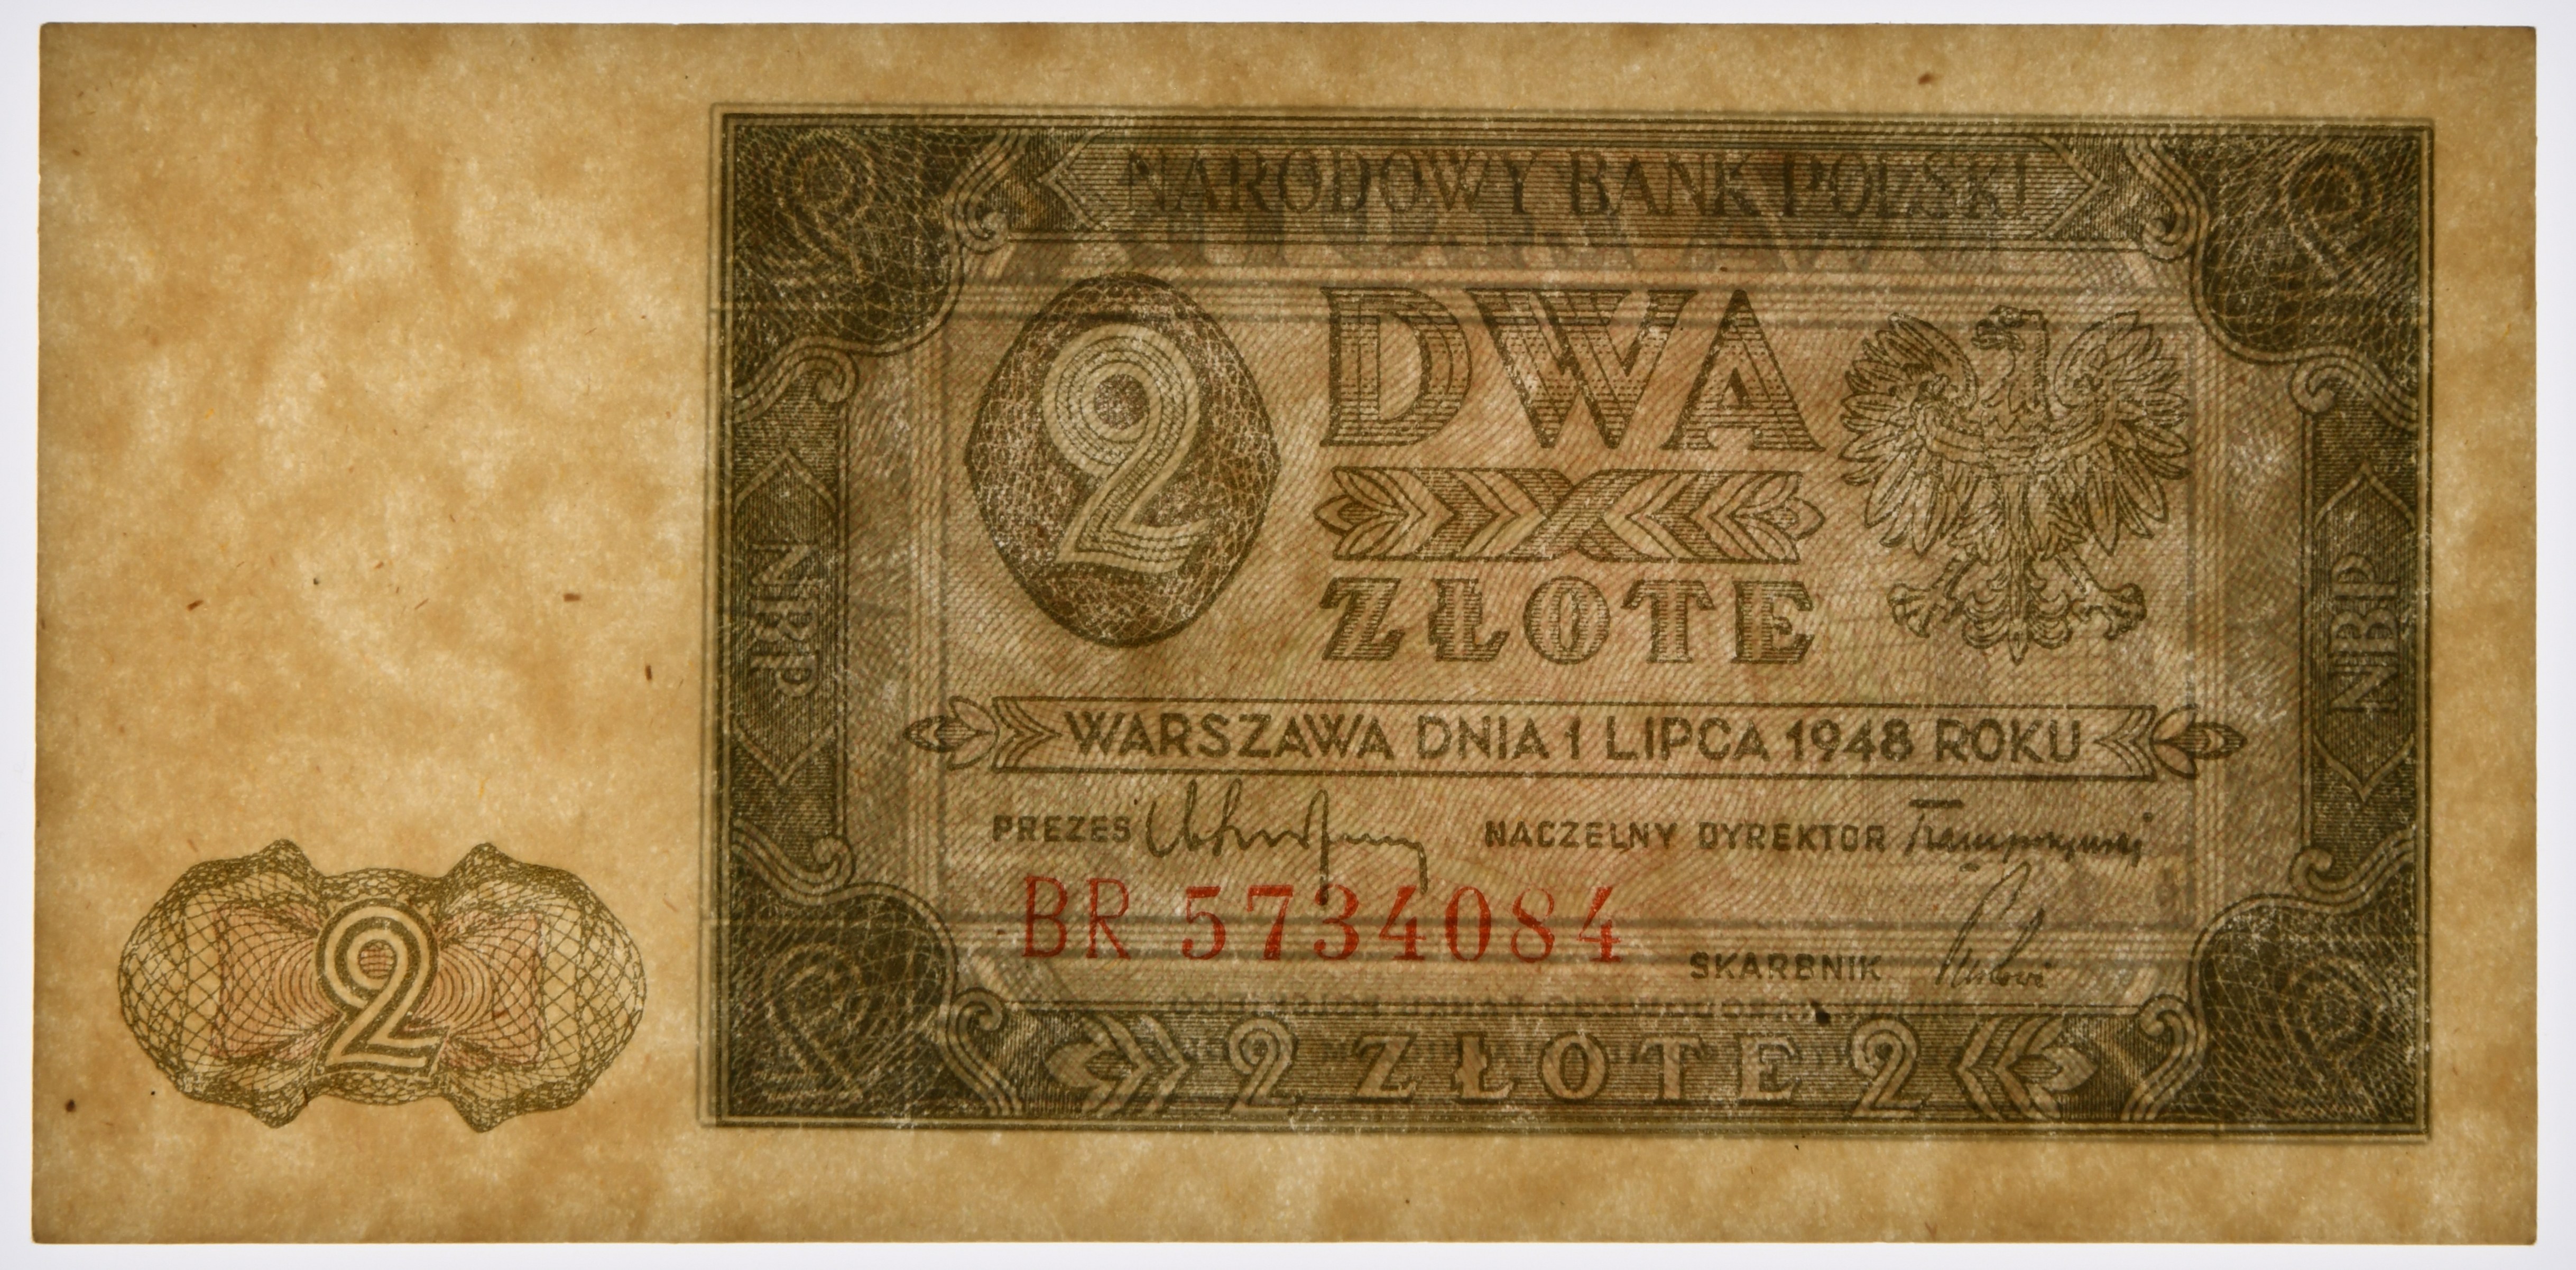 NARODOWY BANK POLSKI
2
DWA
ZŁOTE
NBP
NBP
WARSZAWA DNIA 1 LIPCA 1948 ROKU
PREZES NACZELNY DYREKTOR
BR 5734084
SKARBNIK
2 ZŁOTE 2
2